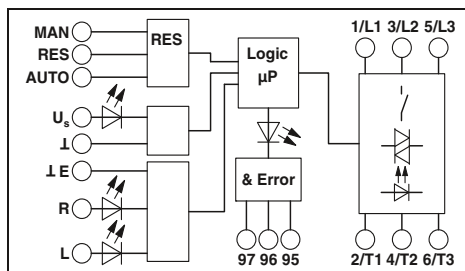 MAN
RES
AUTO
RES
Us
⊥
⊥ E
R
L
Logic
µP
& Error
97 96 95
1/L1 3/L2 5/L3
2/T1 4/T2 6/T3